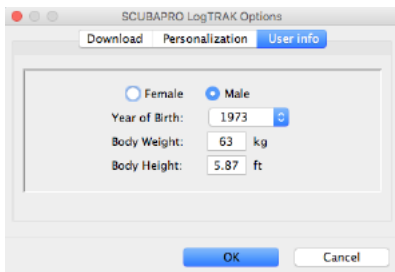 SCUBAPRO LogTRAK Options
Download Personalization User info
Female Male
Year of Birth: 1973
Body Weight: 63 kg
Body Height: 5.87 ft
OK Cancel